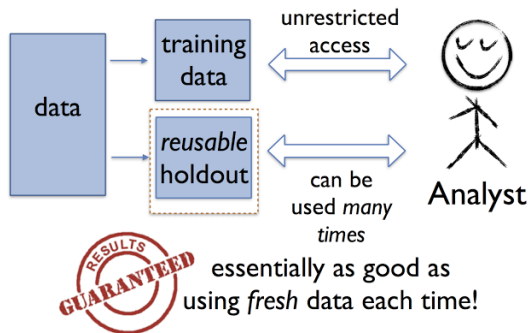 data
training
data
unrestricted
access
reusable
holdout
can be
used many
times
Analyst
RESULTS
GUARANTEED
essentially as good as
using fresh data each time!